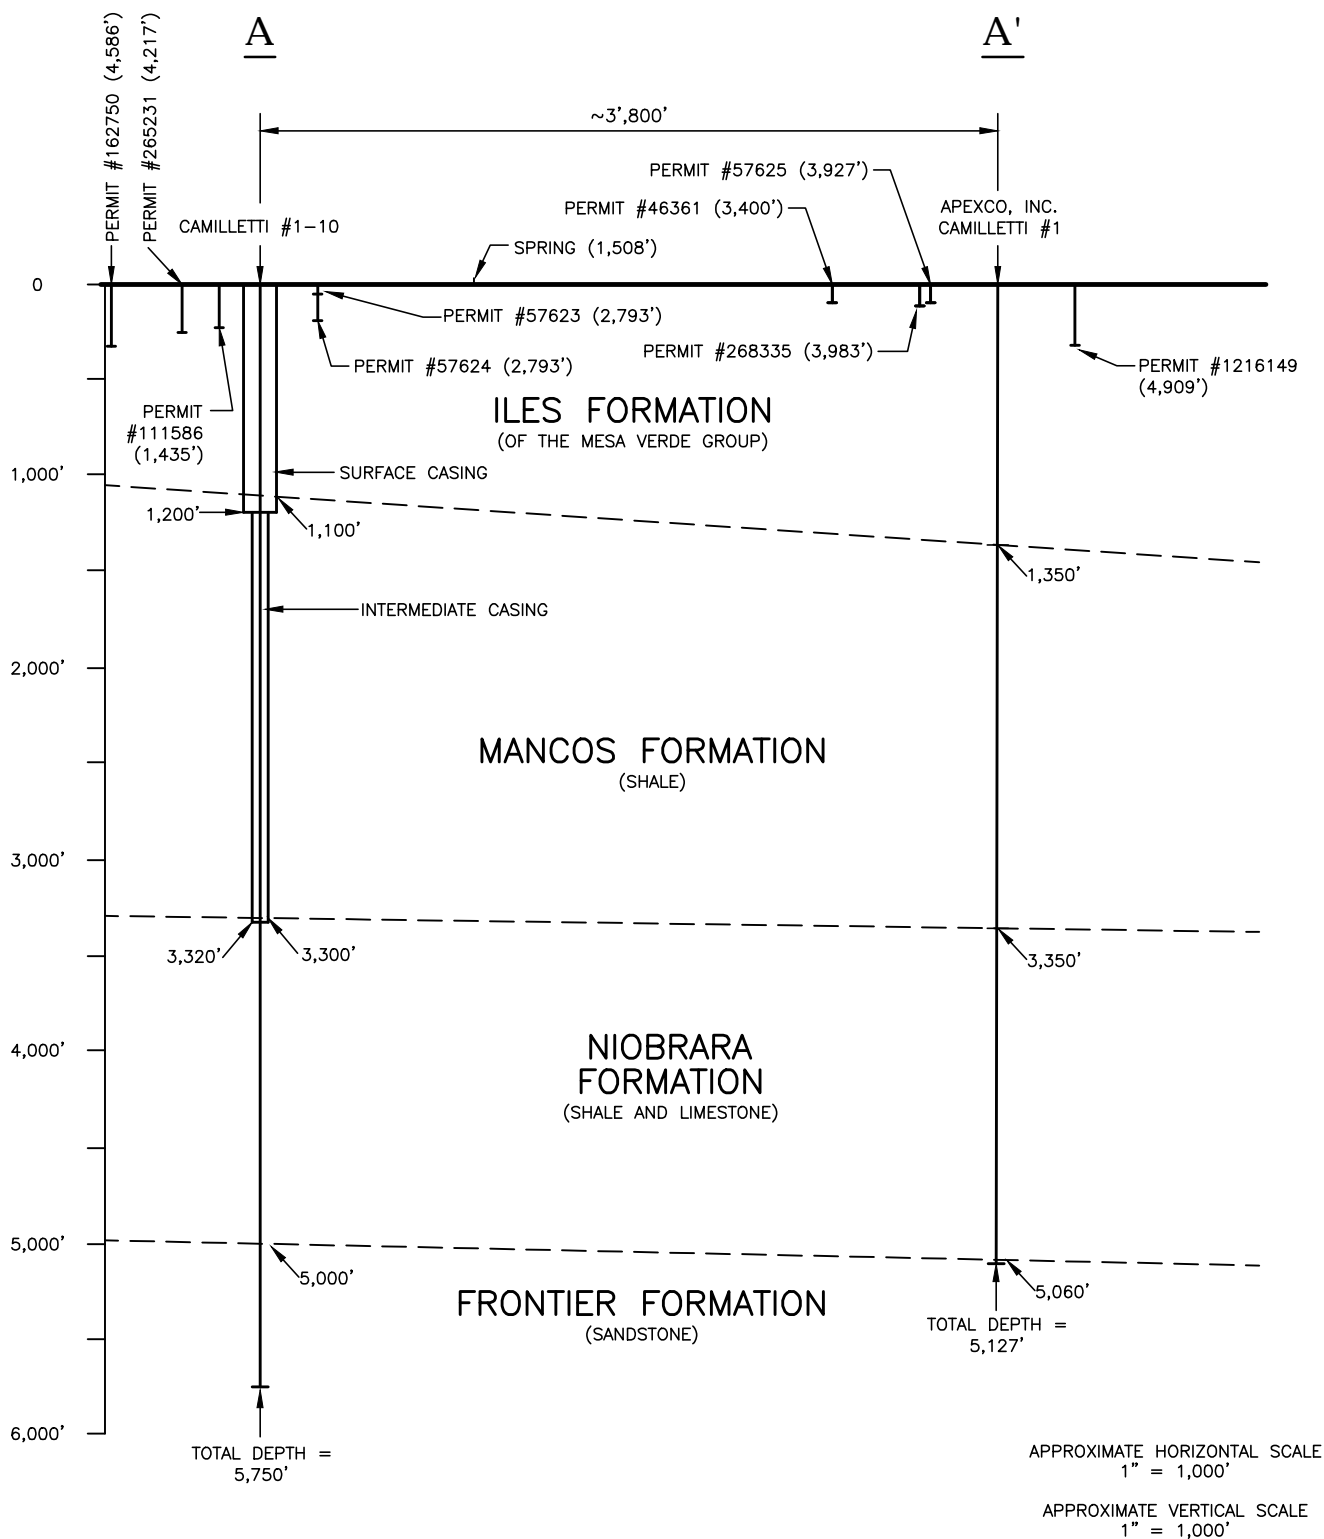 A
A'
PERMIT #162750 (4,586')
PERMIT #265231 (4,217')
~3',800'
PERMIT #57625 (3,927')
PERMIT #46361 (3,400')
APEXCO, INC.
CAMILLETTI #1
CAMILLETTI #1-10
SPRING (1,508')
0
PERMIT #57623 (2,793')
PERMIT #268335 (3,983')
PERMIT #57624 (2,793')
PERMIT #1216149
(4,909')
PERMIT
#111586
(1,435')
ILES FORMATION
(OF THE MESA VERDE GROUP)
1,000'
SURFACE CASING
1,200'
1,100'
1,350'
INTERMEDIATE CASING
2,000'
MANCOS FORMATION
(SHALE)
3,000'
3,320'
3,300'
3,350'
4,000'
NIOBRARA
FORMATION
(SHALE AND LIMESTONE)
5,000'
5,000'
5,060'
FRONTIER FORMATION
(SANDSTONE)
TOTAL DEPTH =
5,127'
6,000'
TOTAL DEPTH =
5,750'
APPROXIMATE HORIZONTAL SCALE
1" = 1,000'
APPROXIMATE VERTICAL SCALE
1" = 1,000'